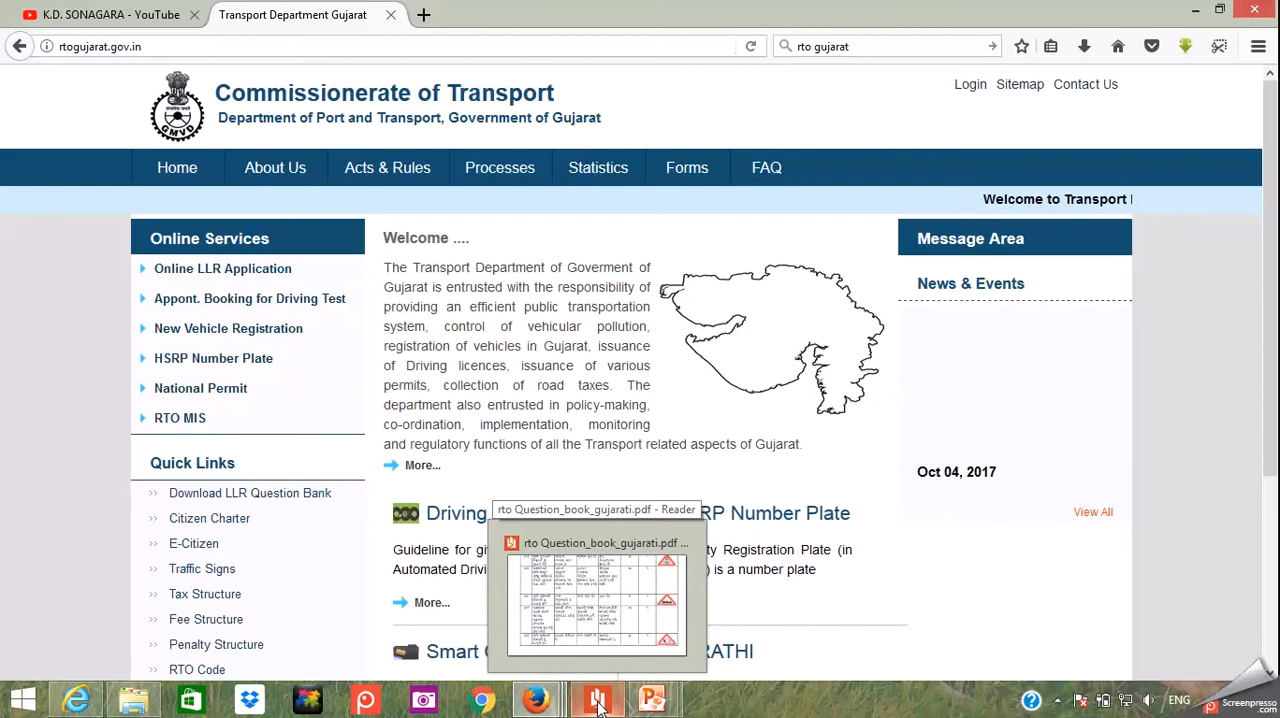 K.D. SONAGARA - YouTube
Transport Department Gujarat
rtogujarat.gov.in
rto gujarat
GMVD
Commissionerate of Transport
Department of Port and Transport, Government of Gujarat
Login Sitemap Contact Us
Home About Us Acts & Rules Processes Statistics Forms FAQ
Welcome to Transport
Online Services
Online LLR Application
Appont. Booking for Driving Test
New Vehicle Registration
HSRP Number Plate
National Permit
RTO MIS
Quick Links
Download LLR Question Bank
Citizen Charter
E-Citizen
Traffic Signs
Tax Structure
Fee Structure
Penalty Structure
RTO Code
Welcome ....
The Transport Department of Goverment of
Gujarat is entrusted with the responsibility of
providing an efficient public transportation
system, control of vehicular pollution,
registration of vehicles in Gujarat, issuance
of Driving licences, issuance of various
permits, collection of road taxes. The
department also entrusted in policy-making,
co-ordination, implementation, monitoring
and regulatory functions of all the Transport related aspects of Gujarat.
More...
Driving
RP Number Plate
Guideline for gi
ty Registration Plate (in
Automated Drivi
) is a number plate
More...
Smart
RATHI
rto Question_book_gujarati.pdf - Reader
rto Question_book_gujarati.pdf ...
Message Area
News & Events
Oct 04, 2017
View All
ENG
Screenpresso
.com